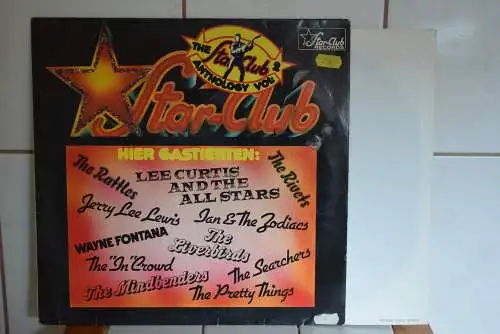 THE
Star Club
ANTHOLOGY VOL. 2
Star-Club
RECORDS
Star-Club
HIER GASTIERTEN:
The Rattles
The Rivets
LEE CURTIS
AND THE
ALL STARS
Jerry Lee Lewis
Ian & The Zodiacs
WAYNE FONTANA
The Liverbirds
The "In" Crowd
The Searchers
The Mindbenders
The Pretty Things